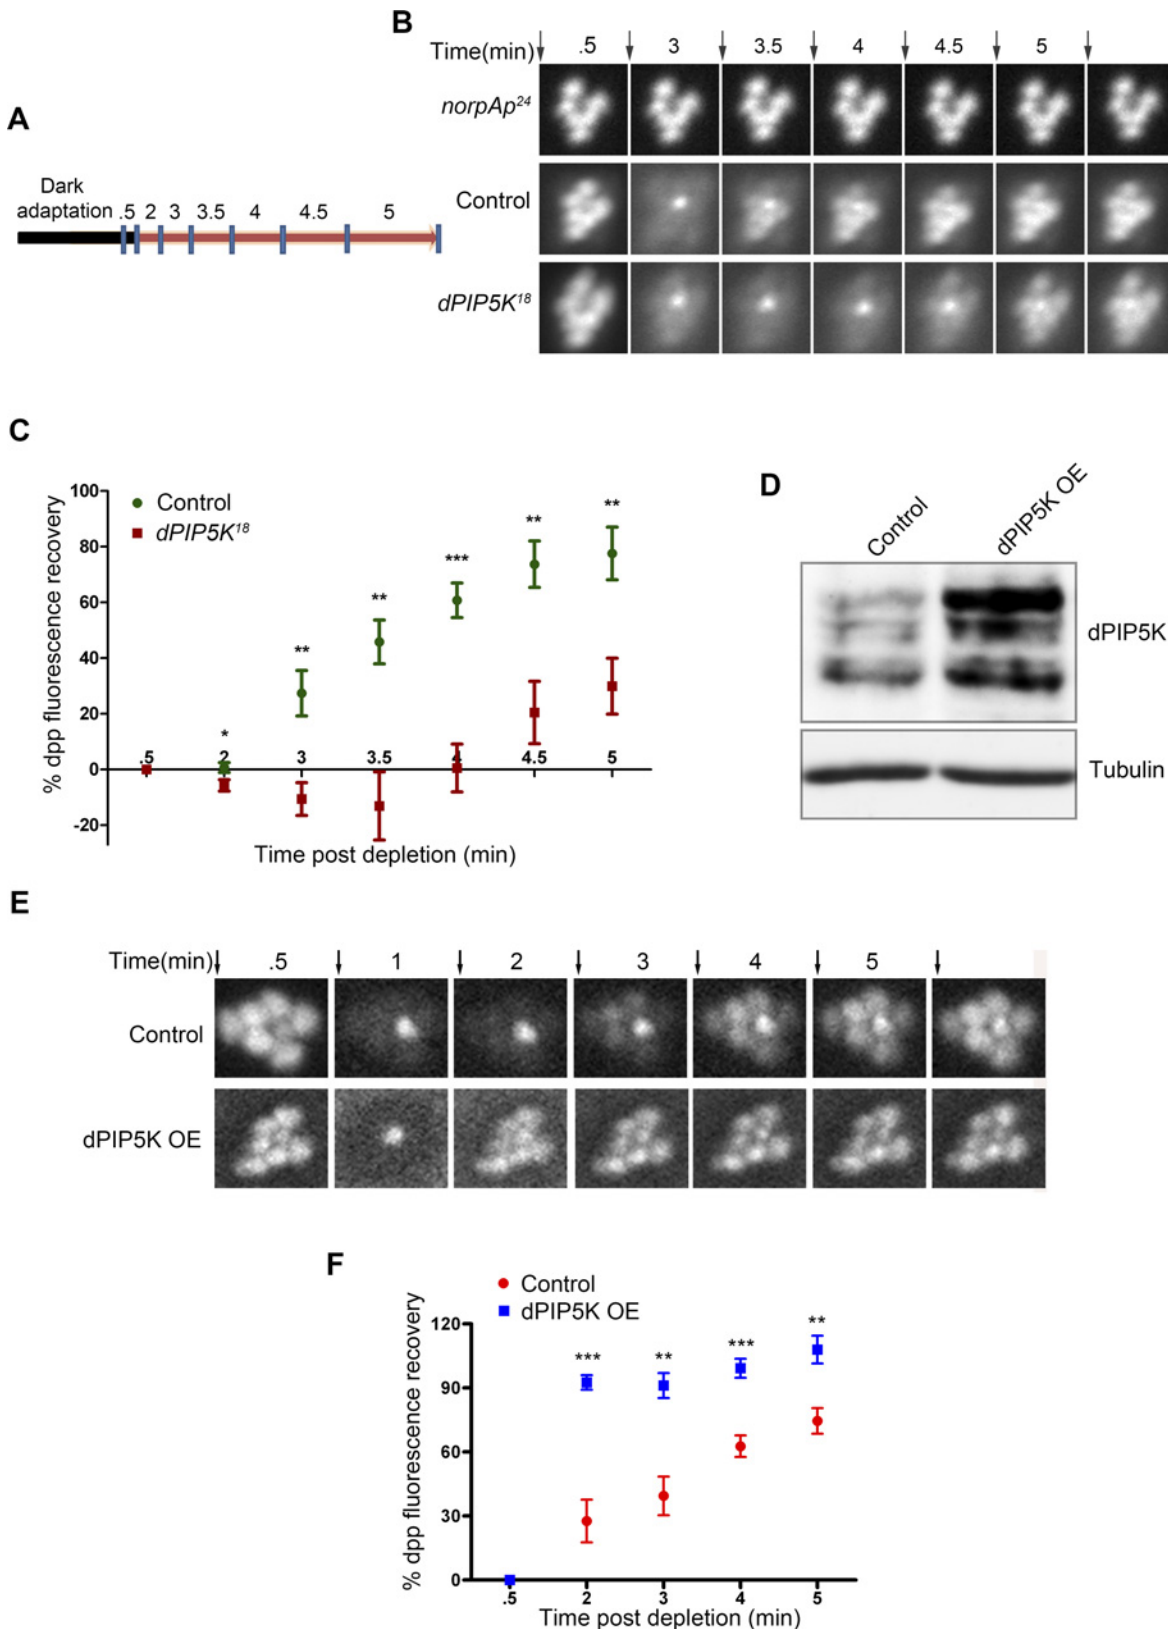 B
Time(min) .5 3 3.5 4 4.5 5
norpAp²⁴
Control
dPIP5K¹⁸
A
Dark
adaptation .5 2 3 3.5 4 4.5 5
C
% dpp fluorescence recovery
100
80
60
40
20
0
-20
Control
dPIP5K¹⁸
* ** ** *** ** **
.5 2 3 3.5 4 4.5 5
Time post depletion (min)
D
Control dPIP5K OE
dPIP5K
Tubulin
E
Time(min) .5 1 2 3 4 5
Control
dPIP5K OE
F
Control
dPIP5K OE
% dpp fluorescence recovery
120
90
60
30
0
*** ** *** **
.5 2 3 4 5
Time post depletion (min)